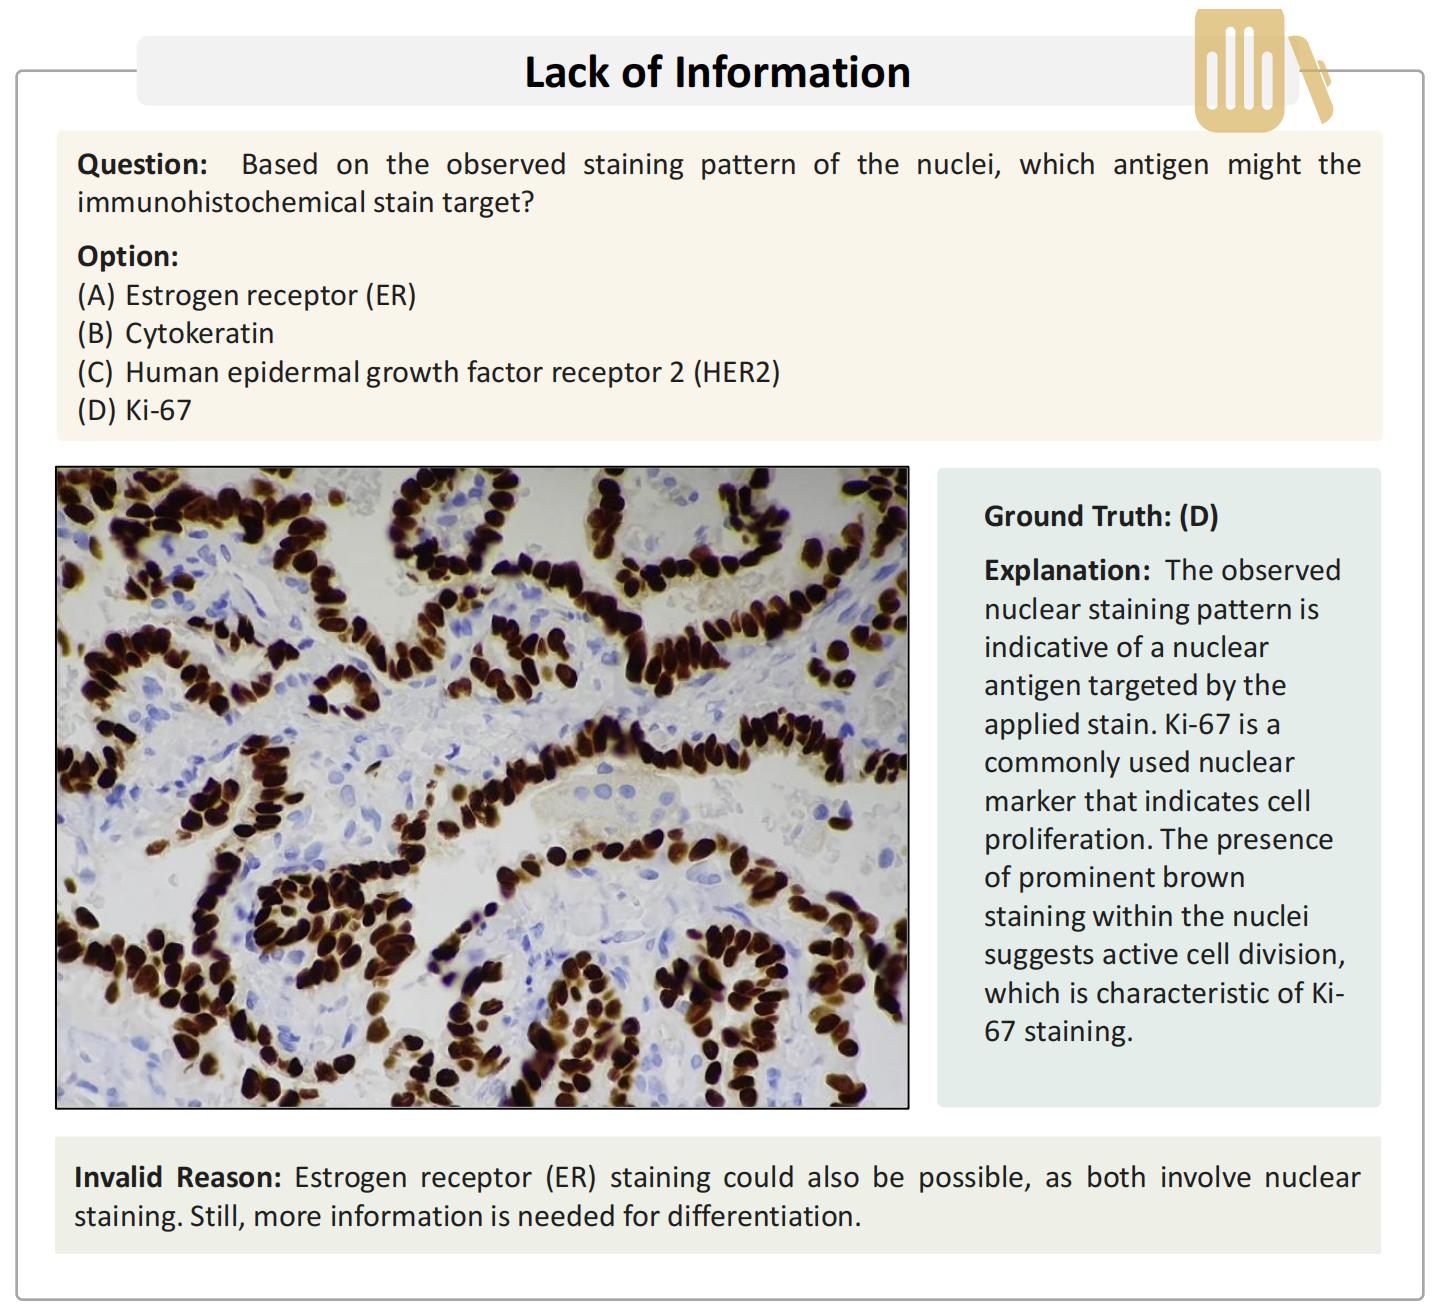 Lack of Information
Question: Based on the observed staining pattern of the nuclei, which antigen might the
immunohistochemical stain target?
Option:
(A) Estrogen receptor (ER)
(B) Cytokeratin
(C) Human epidermal growth factor receptor 2 (HER2)
(D) Ki-67
Ground Truth: (D)
Explanation: The observed
nuclear staining pattern is
indicative of a nuclear
antigen targeted by the
applied stain. Ki-67 is a
commonly used nuclear
marker that indicates cell
proliferation. The presence
of prominent brown
staining within the nuclei
suggests active cell division,
which is characteristic of Ki-
67 staining.
Invalid Reason: Estrogen receptor (ER) staining could also be possible, as both involve nuclear
staining. Still, more information is needed for differentiation.